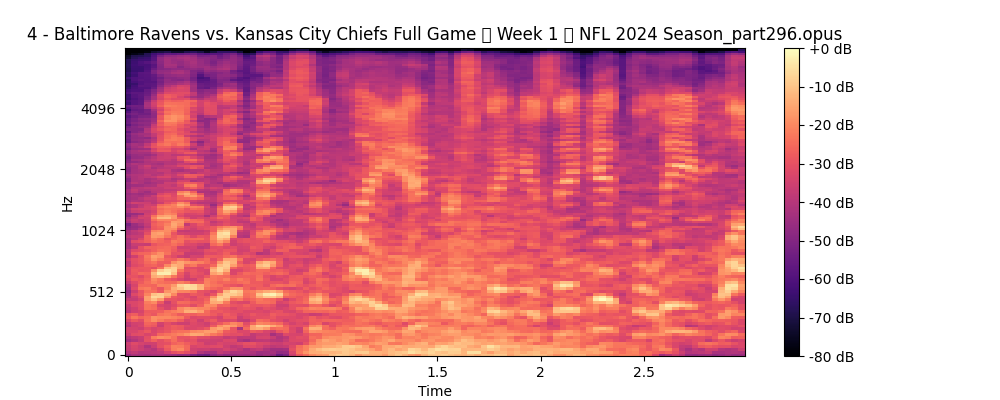 4 - Baltimore Ravens vs. Kansas City Chiefs Full Game ▯ Week 1 ▯ NFL 2024 Season_part296.opus
+0 dB
-10 dB
-20 dB
-30 dB
-40 dB
-50 dB
-60 dB
-70 dB
-80 dB
4096
2048
1024
512
0
Hz
0
0.5
1
1.5
2
2.5
Time